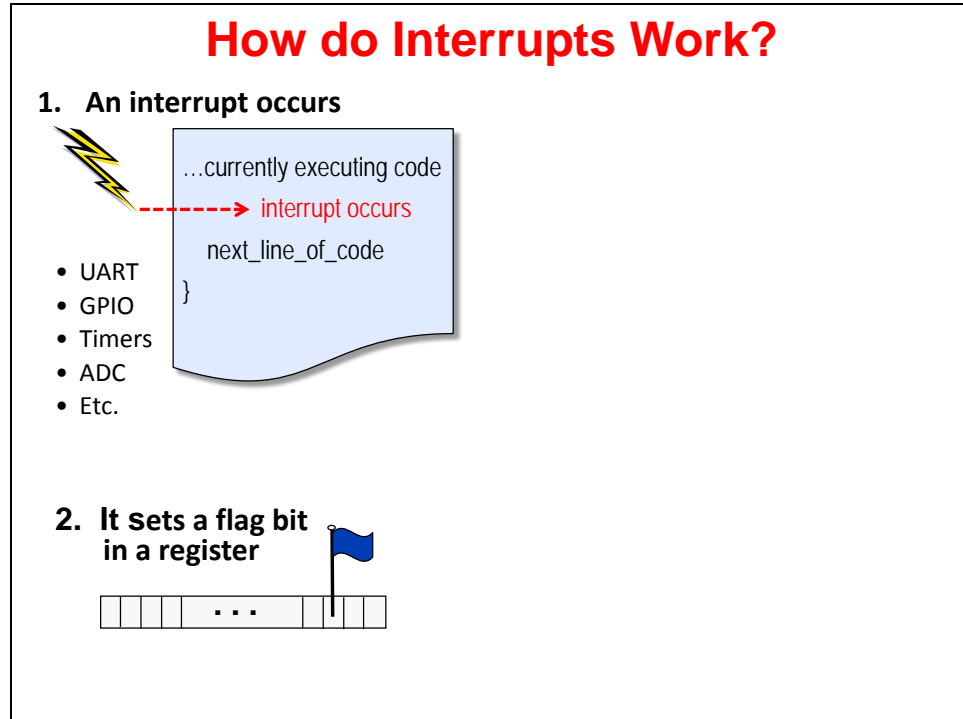 How do Interrupts Work?
1. An interrupt occurs
...currently executing code
interrupt occurs
next_line_of_code
}
• UART
• GPIO
• Timers
• ADC
• Etc.
2. It sets a flag bit
in a register
...